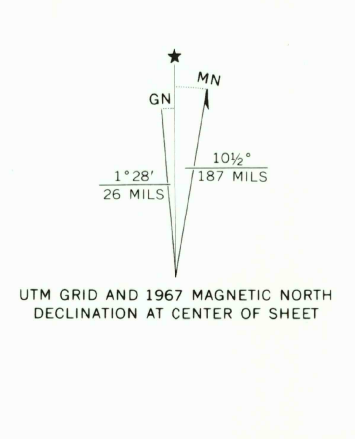 ★
MN
GN
10½°
187 MILS
1°28′
26 MILS
UTM GRID AND 1967 MAGNETIC NORTH
DECLINATION AT CENTER OF SHEET